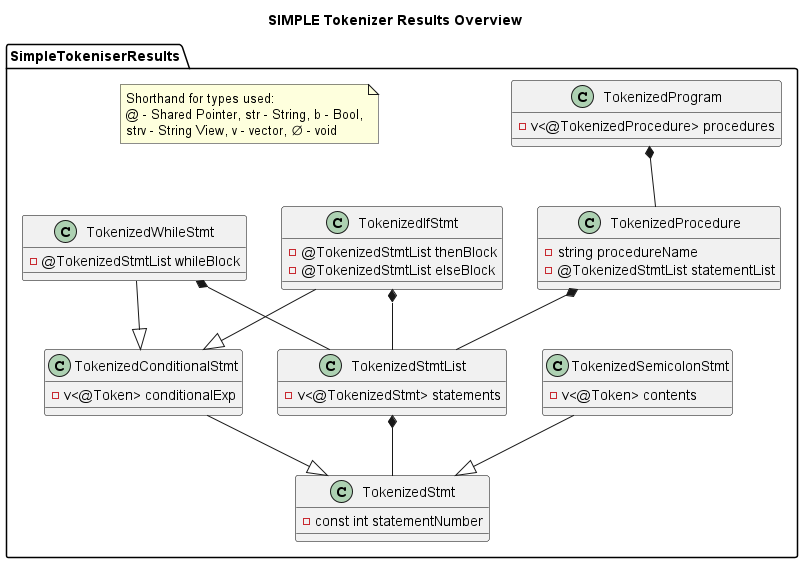 SIMPLE Tokenizer Results Overview
SimpleTokeniserResults
Shorthand for types used:
@ - Shared Pointer, str - String, b - Bool,
strv - String View, v - vector, ∅ - void
C TokenizedProgram
v<@TokenizedProcedure> procedures
C TokenizedWhileStmt
@TokenizedStmtList whileBlock
C TokenizedIfStmt
@TokenizedStmtList thenBlock
@TokenizedStmtList elseBlock
C TokenizedProcedure
string procedureName
@TokenizedStmtList statementList
C TokenizedConditionalStmt
v<@Token> conditionalExp
C TokenizedStmtList
v<@TokenizedStmt> statements
C TokenizedSemicolonStmt
v<@Token> contents
C TokenizedStmt
const int statementNumber